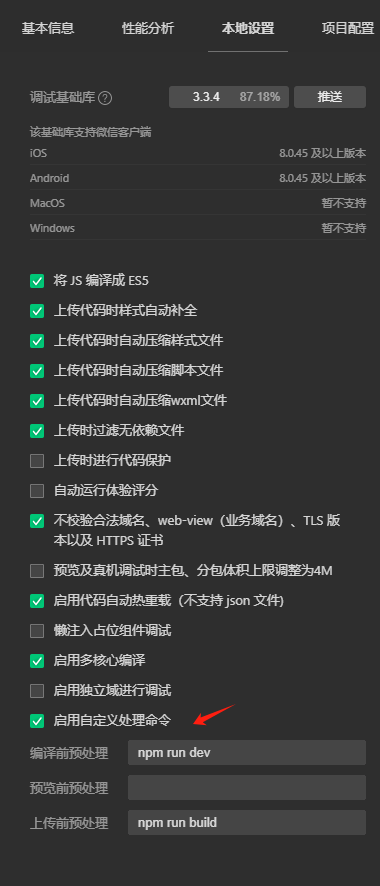 基本信息 性能分析 本地设置 项目配置
调试基础库 ? 3.3.4 87.18% 推送
该基础库支持微信客户端
iOS 8.0.45 及以上版本
Android 8.0.45 及以上版本
MacOS 暂不支持
Windows 暂不支持
将 JS 编译成 ES5
上传代码时样式自动补全
上传代码时自动压缩样式文件
上传代码时自动压缩脚本文件
上传代码时自动压缩wxml文件
上传时过滤无依赖文件
上传时进行代码保护
自动运行体验评分
不校验合法域名、web-view（业务域名）、TLS 版
本以及 HTTPS 证书
预览及真机调试时主包、分包体积上限调整为4M
启用代码自动热重载（不支持 json 文件)
懒注入占位组件调试
启用多核心编译
启用独立域进行调试
启用自定义处理命令
编译前预处理 npm run dev
预览前预处理
上传前预处理 npm run build